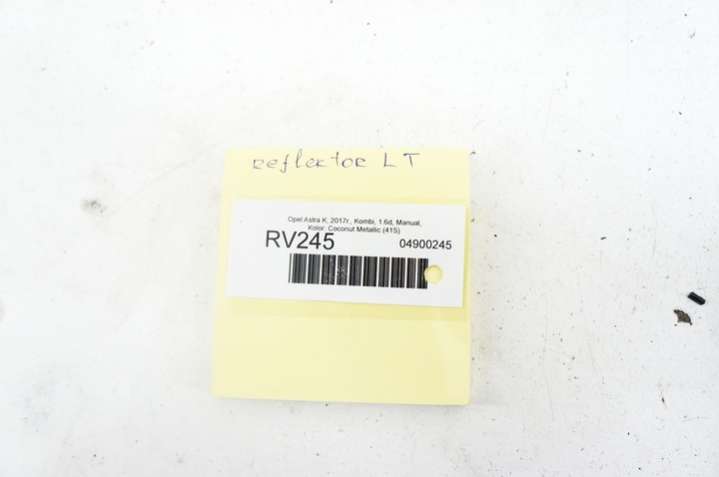 Reflektor LT
Opel Astra K, 2017r., Kombi, 1.6d, Manual,
Kolor: Coconut Metallic (41S)
RV245 04900245